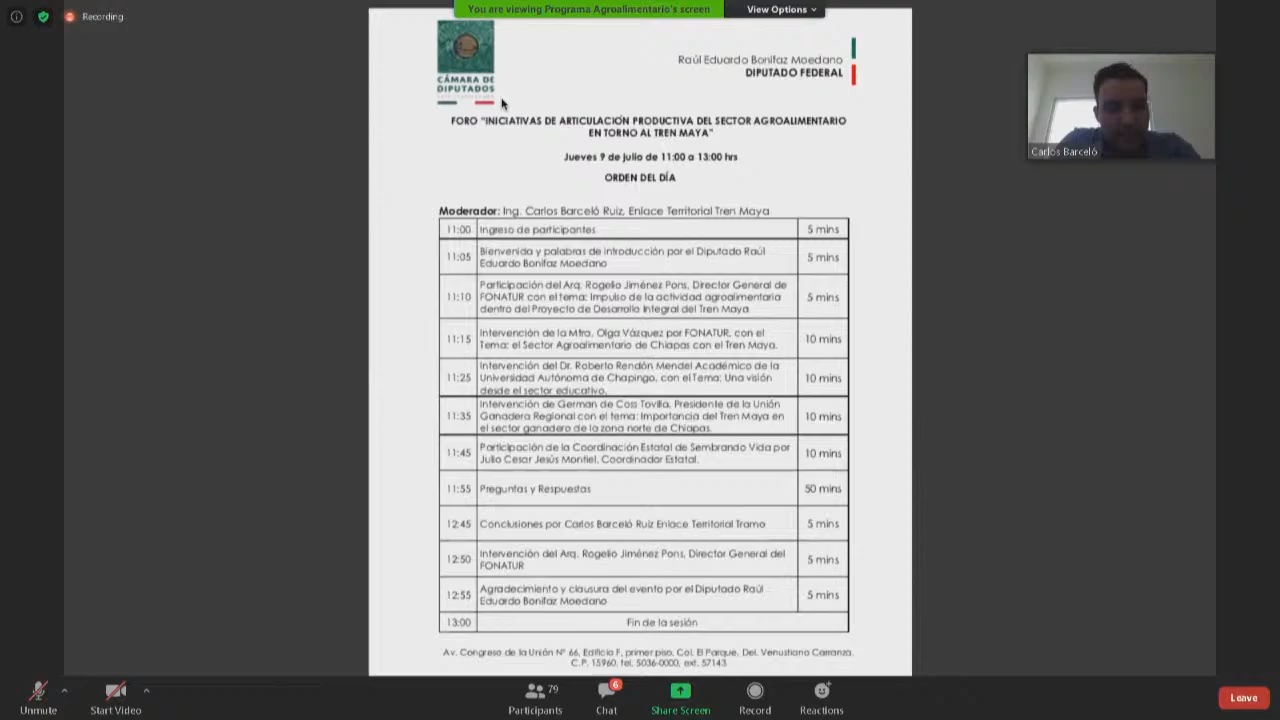 Recording
You are viewing Programa Agroalimentario's screen
View Options
CÁMARA DE
DIPUTADOS
Raúl Eduardo Bonifaz Moedano
DIPUTADO FEDERAL
Carlos Barceló
FORO "INICIATIVAS DE ARTICULACIÓN PRODUCTIVA DEL SECTOR AGROALIMENTARIO
EN TORNO AL TREN MAYA"
Jueves 9 de julio de 11:00 a 13:00 hrs
ORDEN DEL DÍA
Moderador: Ing. Carlos Barceló Ruiz, Enlace Territorial Tren Maya
11:00 Ingreso de participantes 5 mins
11:05 Bienvenida y palabras de introducción por el Diputado Raúl
Eduardo Bonifaz Moedano 5 mins
11:10 Participación del Arq. Rogelio Jiménez Pons, Director General de
FONATUR con el tema: Impulso de la actividad agroalimentaria
dentro del Proyecto de Desarrollo Integral del Tren Maya 5 mins
11:15 Intervención de la Mtra. Olga Vázquez por FONATUR, con el
Tema: el Sector Agroalimentario de Chiapas con el Tren Maya. 10 mins
11:25 Intervención del Dr. Roberto Rendón Mendel Académico de la
Universidad Autónoma de Chapingo, con el Tema: Una visión
desde el sector educativo. 10 mins
11:35 Intervención de German de Coss Tovilla, Presidente de la Unión
Ganadera Regional con el tema: Importancia del Tren Maya en
el sector ganadero de la zona norte de Chiapas. 10 mins
11:45 Participación de la Coordinación Estatal de Sembrando Vida por
Julio Cesar Jesús Montiel, Coordinador Estatal. 10 mins
11:55 Preguntas y Respuestas 50 mins
12:45 Conclusiones por Carlos Barceló Ruiz Enlace Territorial Tramo 5 mins
12:50 Intervención del Arq. Rogelio Jiménez Pons, Director General del
FONATUR 5 mins
12:55 Agradecimiento y clausura del evento por el Diputado Raúl
Eduardo Bonifaz Moedano 5 mins
13:00 Fin de la sesión
Av. Congreso de la Unión Nº 66, Edificio F, primer piso, Col. El Parque, Del. Venustiano Carranza.
C.P. 15960, tel. 5036-0000, ext. 57143
Unmute
Start Video
79
Participants
6
Chat
Share Screen
Record
Reactions
Leave